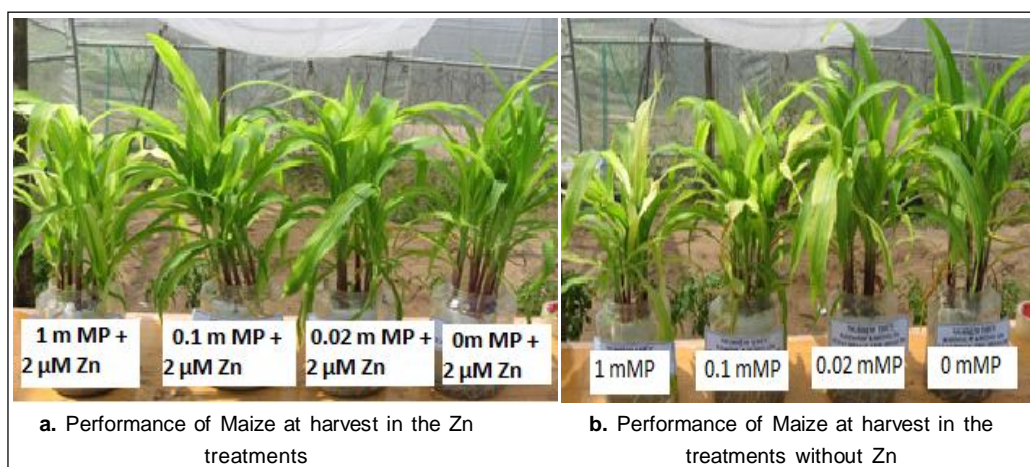 1 m MP +
2 µM Zn
0.1 m MP +
2 µM Zn
0.02 m MP +
2 µM Zn
0m MP +
2 µM Zn
1 mMP
0.1 mMP
0.02 mMP
0 mMP
a. Performance of Maize at harvest in the Zn
treatments
b. Performance of Maize at harvest in the
treatments without Zn